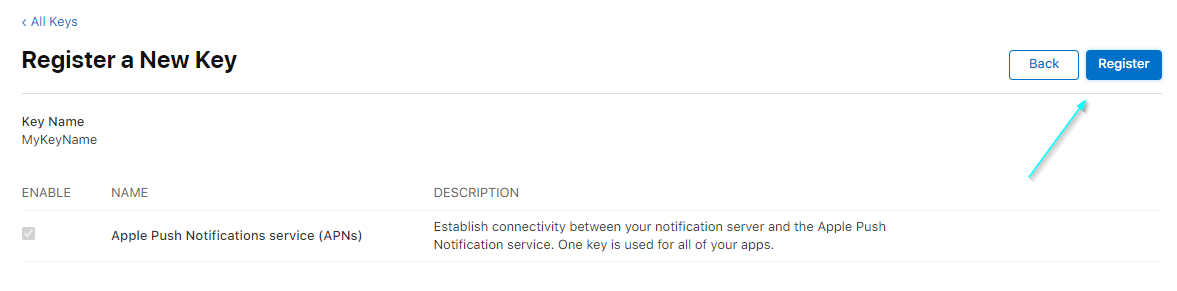 ‹ All Keys
Register a New Key
Back
Register
Key Name
MyKeyName
ENABLE NAME DESCRIPTION
Apple Push Notifications service (APNs)
Establish connectivity between your notification server and the Apple Push
Notification service. One key is used for all of your apps.